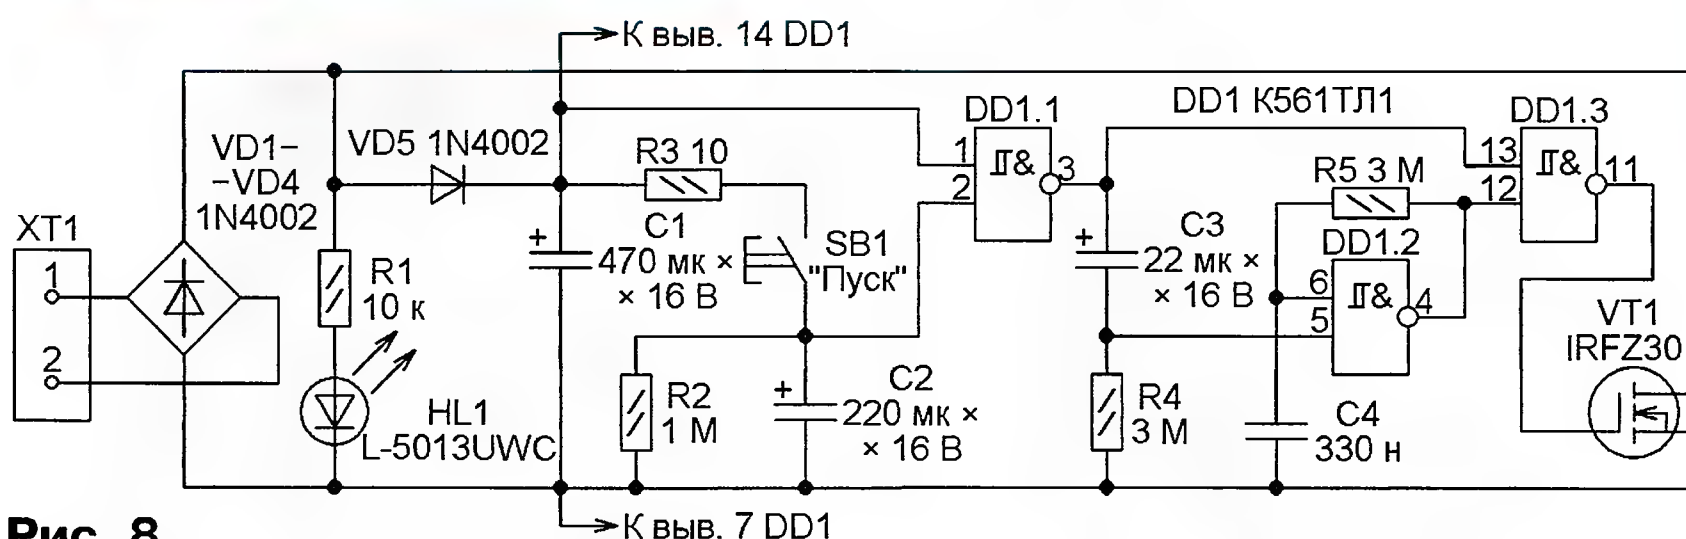 К выв. 14 DD1
VD1–
–VD4
1N4002
VD5 1N4002
R3 10
DD1.1
DD1 К561ТЛ1
DD1.3
1
2
&
3
R5 3 М
13
12
&
11
XT1
1
2
R1
10 к
+
C1
470 мк ×
× 16 В
SB1
"Пуск"
+
C3
22 мк ×
× 16 В
DD1.2
6
5
&
4
VT1
IRFZ30
HL1
L-5013UWC
R2
1 М
+
C2
220 мк ×
× 16 В
R4
3 М
C4
330 н
К выв. 7 DD1
Рис. 8